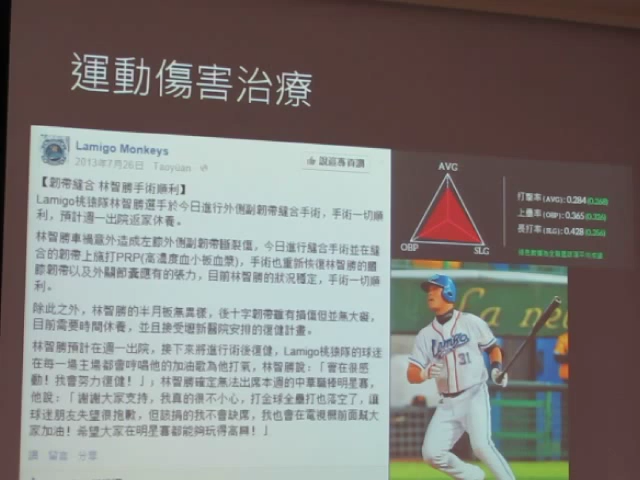 運動傷害治療
Lamigo Monkeys
2013年7月26日 Taoyuan
說這專頁讚
【韌帶縫合 林智勝手術順利】
Lamigo桃猿隊林智勝選手於今日進行外側副韌帶縫合手術，手術一切順
利，預計週一出院返家休養。
林智勝車禍意外造成左膝外側副韌帶斷裂傷，今日進行縫合手術並在縫
合的韌帶上施打PRP(高濃度血小板血漿)，手術也重新恢復林智勝的關
節韌帶以及外關節囊應有的張力，目前林智勝的狀況穩定，手術一切順
利。
除此之外，林智勝的半月板無異樣，後十字韌帶雖有損傷但並無大礙，
目前需要時間休養，並且接受壢新醫院安排的復健計畫。
林智勝預計在週一出院，接下來將進行術後復健，Lamigo桃猿隊的球迷
在每一場主場都會呼喊他的加油歌為他打氣，林智勝說：「實在很感
動！我會努力復健！」」林智勝確定無法出席本週的中華職棒明星賽，
他說：「謝謝大家支持，我真的很不小心，打全壘打也落空了，讓
球迷朋友失望很抱歉，但該捐的我不會缺席，我也會在電視機前面幫大
家加油！希望大家在明星賽都能夠玩得高興！」
讚 留言 分享
AVG
OBP
SLG
打擊率 (AVG): 0.284 (0.268)
上壘率 (OBP): 0.365 (0.326)
長打率 (SLG): 0.428 (0.356)
Lamigo
31